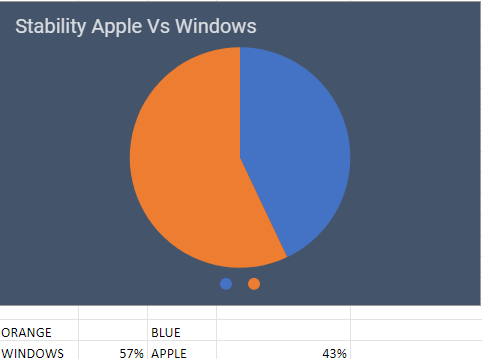 Stability Apple Vs Windows
ORANGE BLUE
WINDOWS 57% APPLE 43%